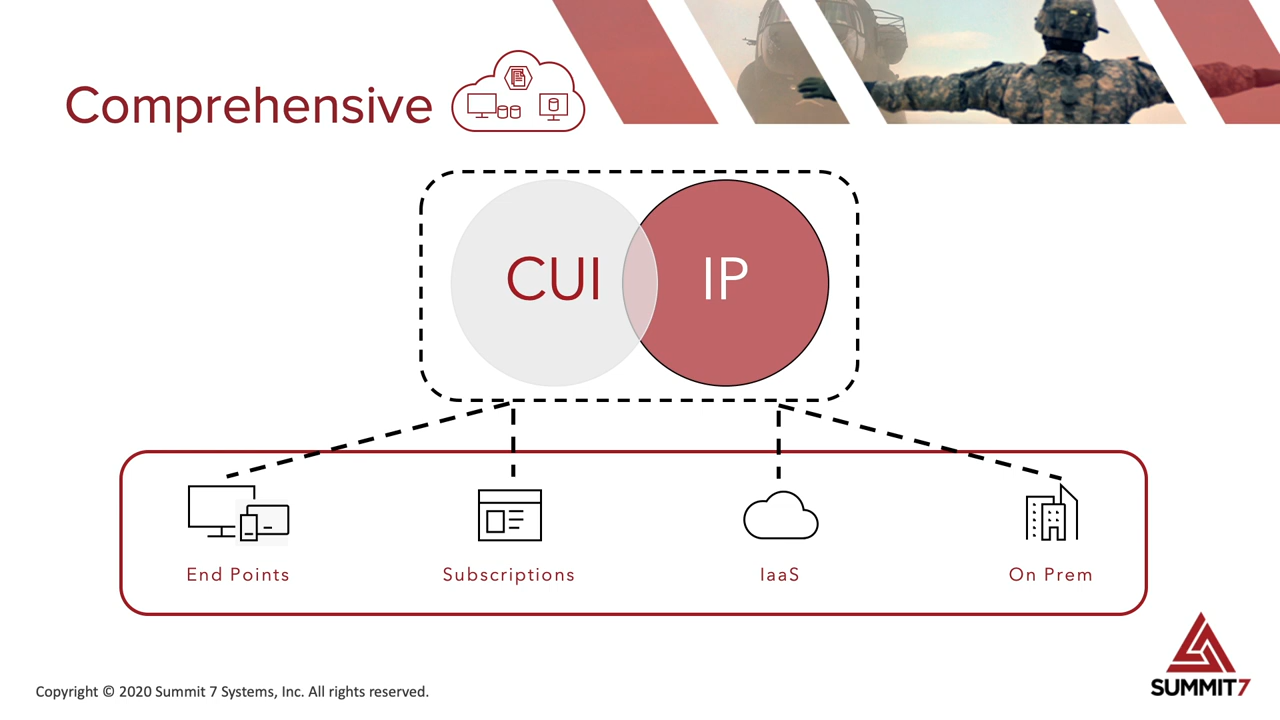 Comprehensive
CUI
IP
End Points
Subscriptions
IaaS
On Prem
SUMMIT7
Copyright © 2020 Summit 7 Systems, Inc. All rights reserved.